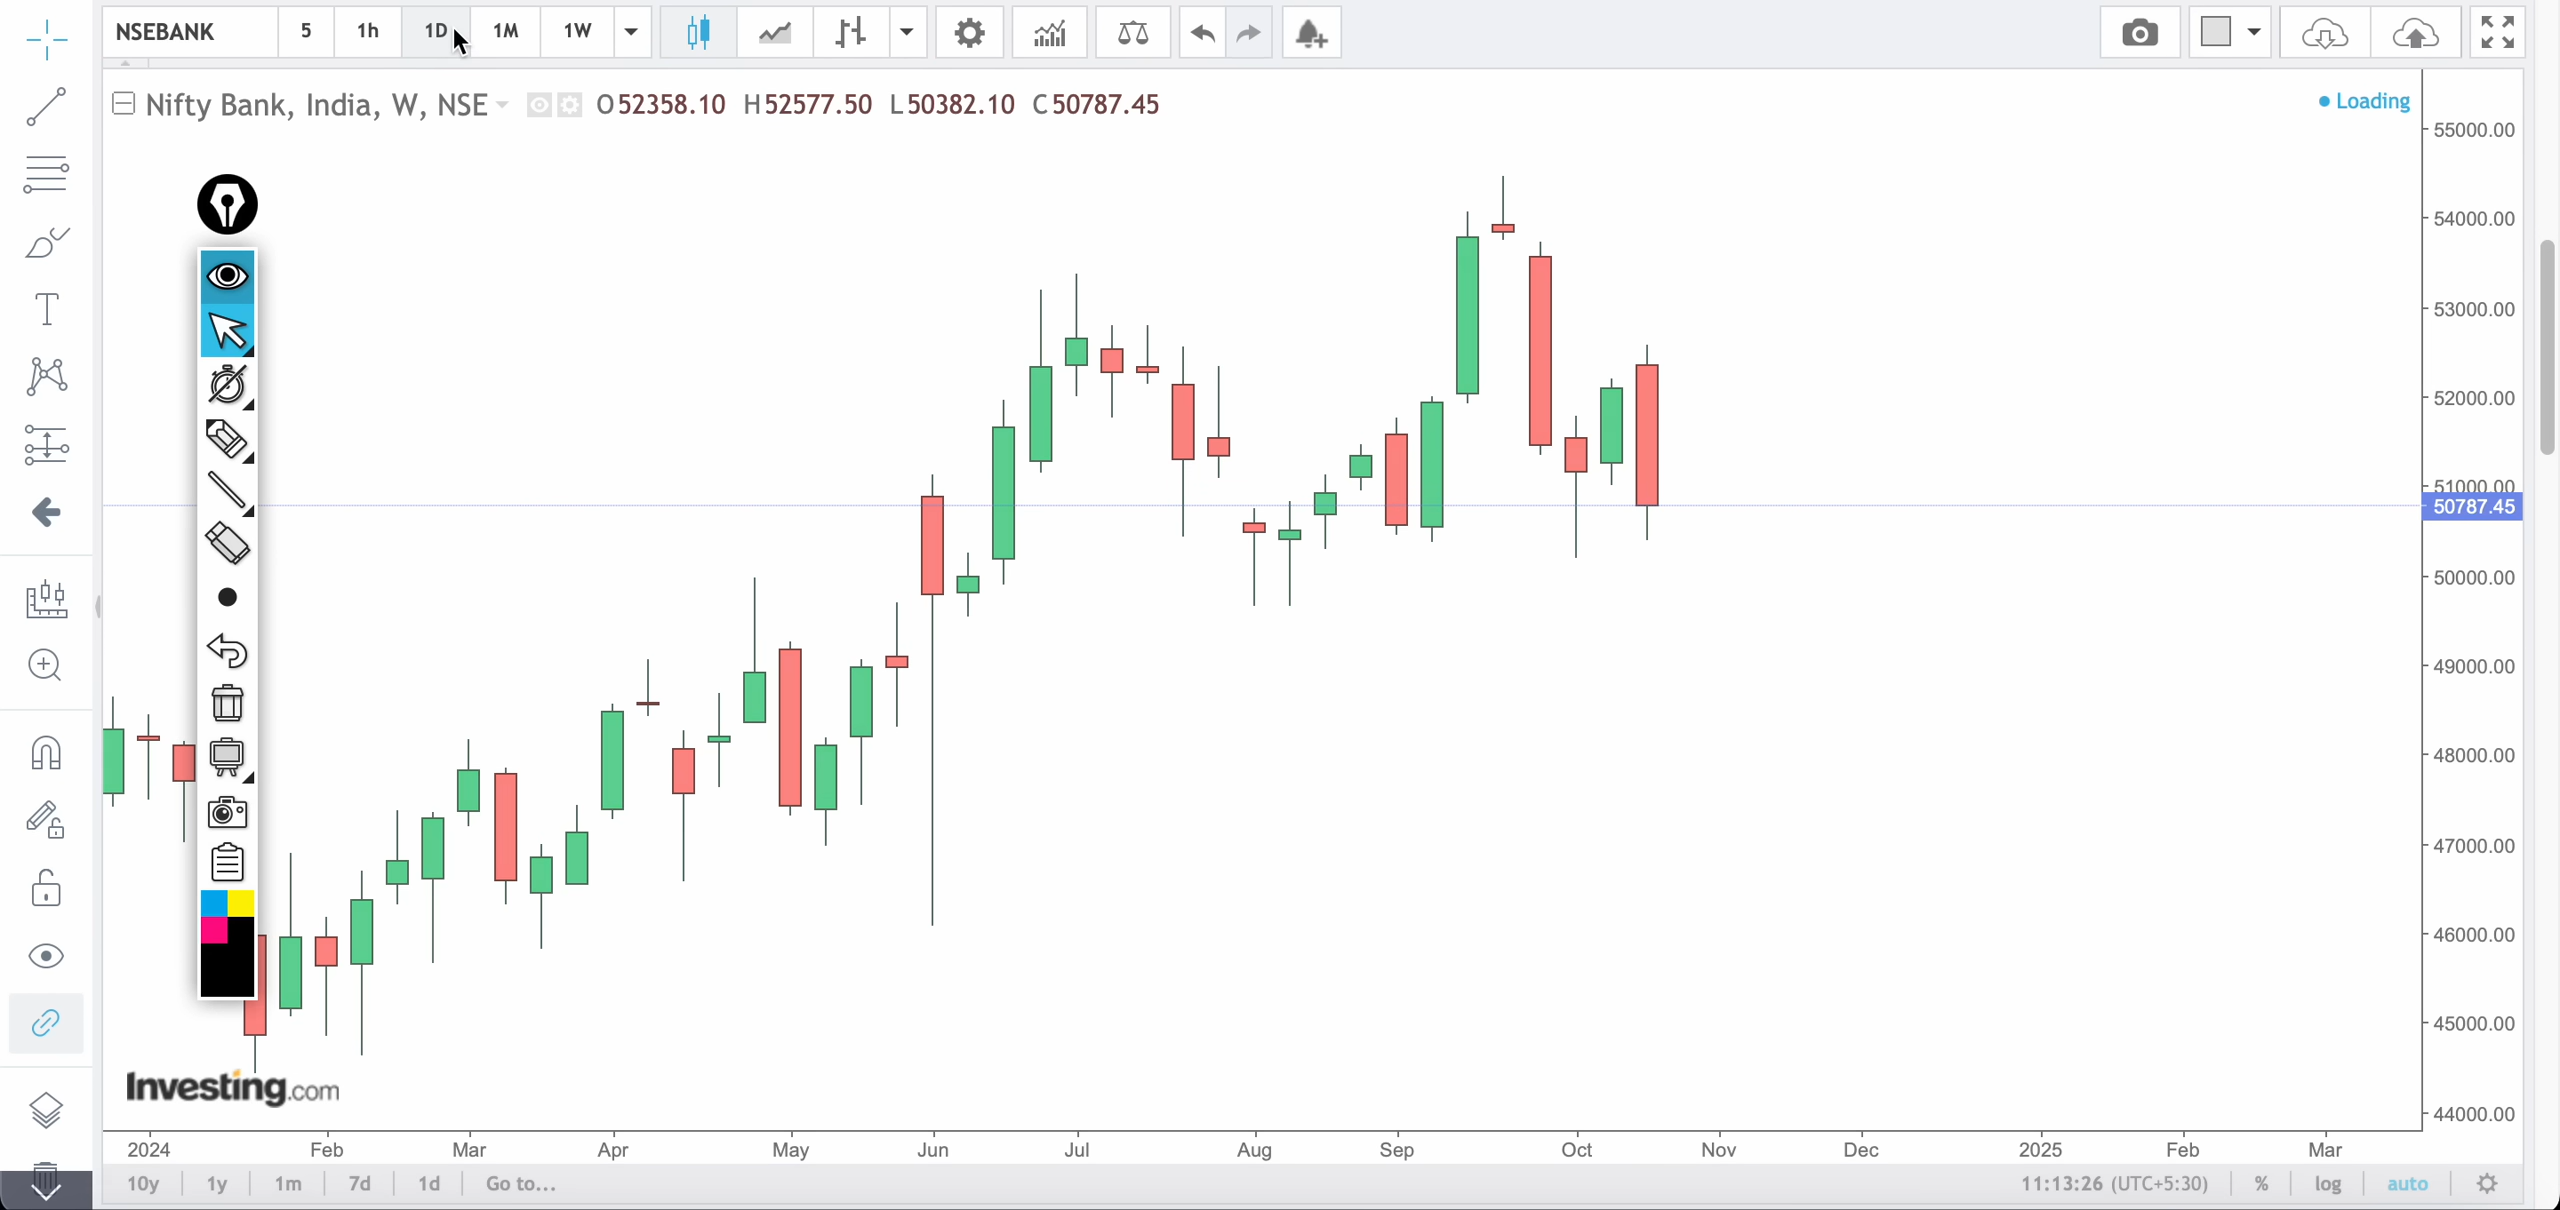 NSEBANK 5 1h 1D 1M 1W
Nifty Bank, India, W, NSE O52358.10 H52577.50 L50382.10 C50787.45
Loading
55000.00
54000.00
53000.00
52000.00
51000.00
50787.45
50000.00
49000.00
48000.00
47000.00
46000.00
45000.00
44000.00
Investing.com
2024 Feb Mar Apr May Jun Jul Aug Sep Oct Nov Dec 2025 Feb Mar
10y 1y 1m 7d 1d Go to... 11:13:26 (UTC+5:30) % log auto